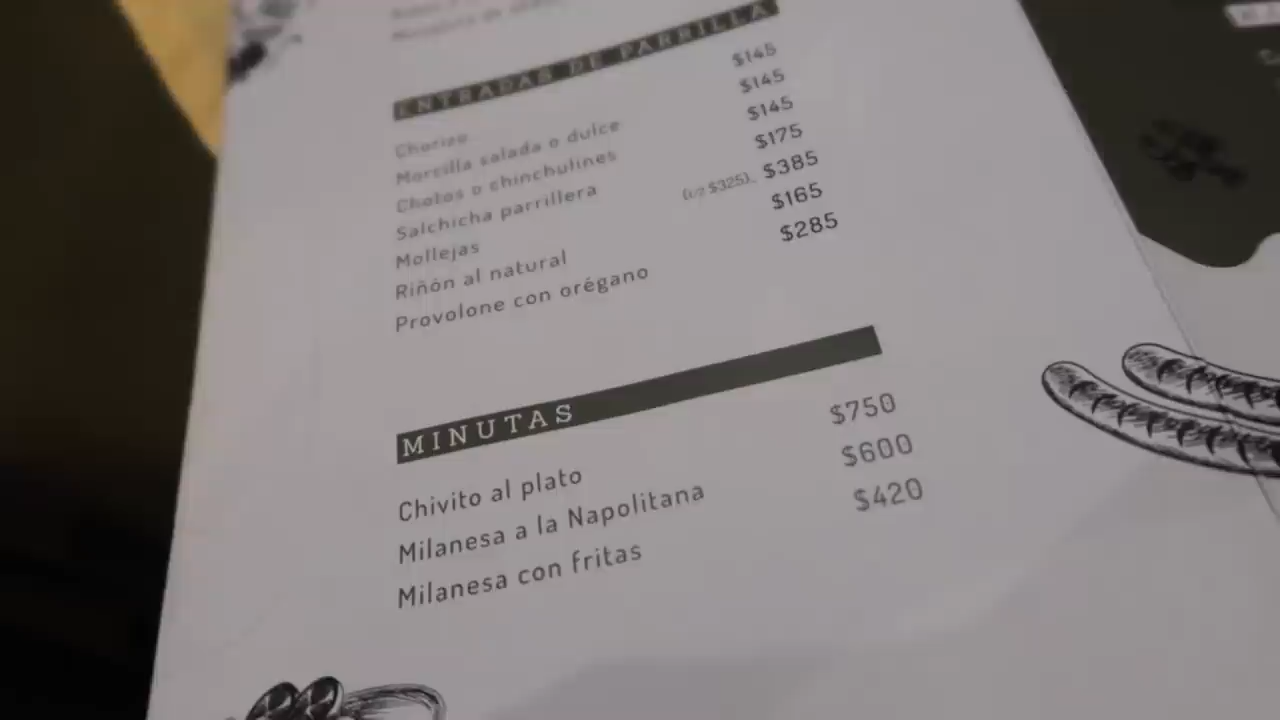 ENTRADAS DE PARRILLA
Chorizo $145
Morcilla salada o dulce $145
Chotos o chinchulines $145
Salchicha parrillera $175
Mollejas (1/2 $325) $385
Riñón al natural $165
Provolone con orégano $285
MINUTAS
Chivito al plato $750
Milanesa a la Napolitana $600
Milanesa con fritas $420